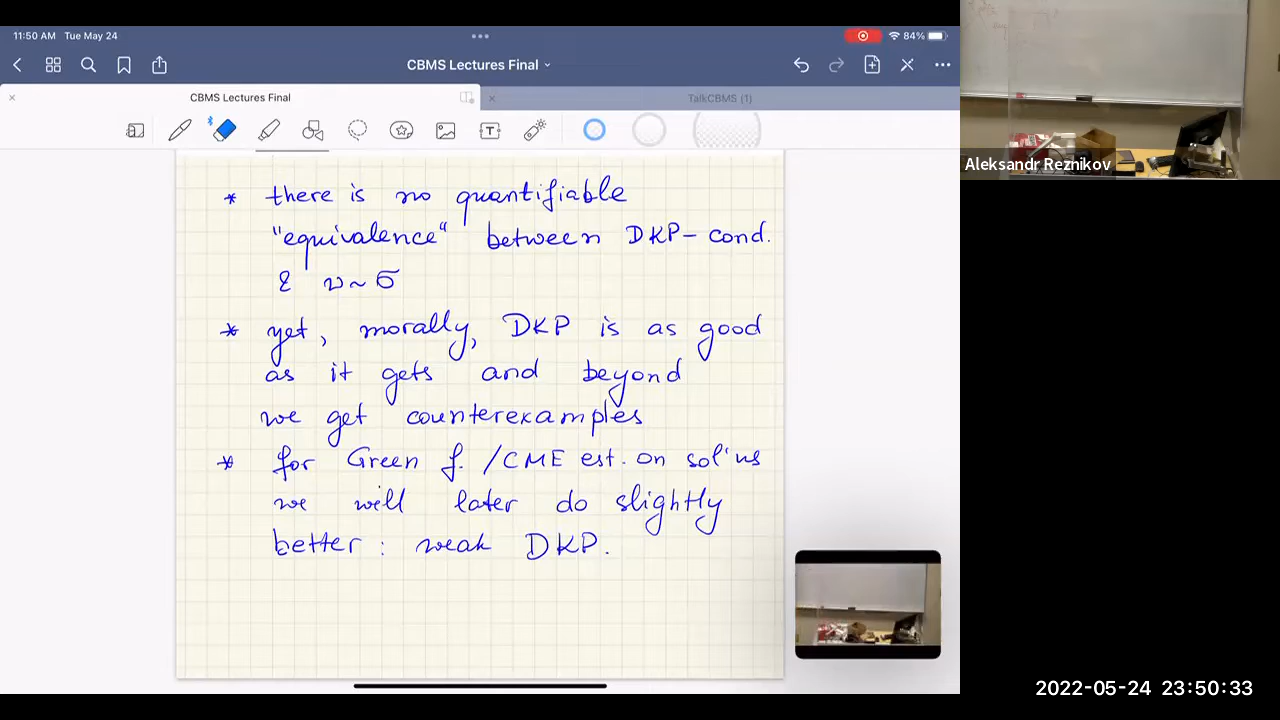 11:50 AM Tue May 24
84%
CBMS Lectures Final
CBMS Lectures Final
TalkCBMS (1)
* there is no quantifiable
"equivalence" between DKP-cond.
& ν ~ σ
* yet, morally, DKP is as good
as it gets and beyond
we get counterexamples
* for Green f. /CME est. on sol'ns
we will later do slightly
better: weak DKP.
Aleksandr Reznikov
2022-05-24 23:50:33